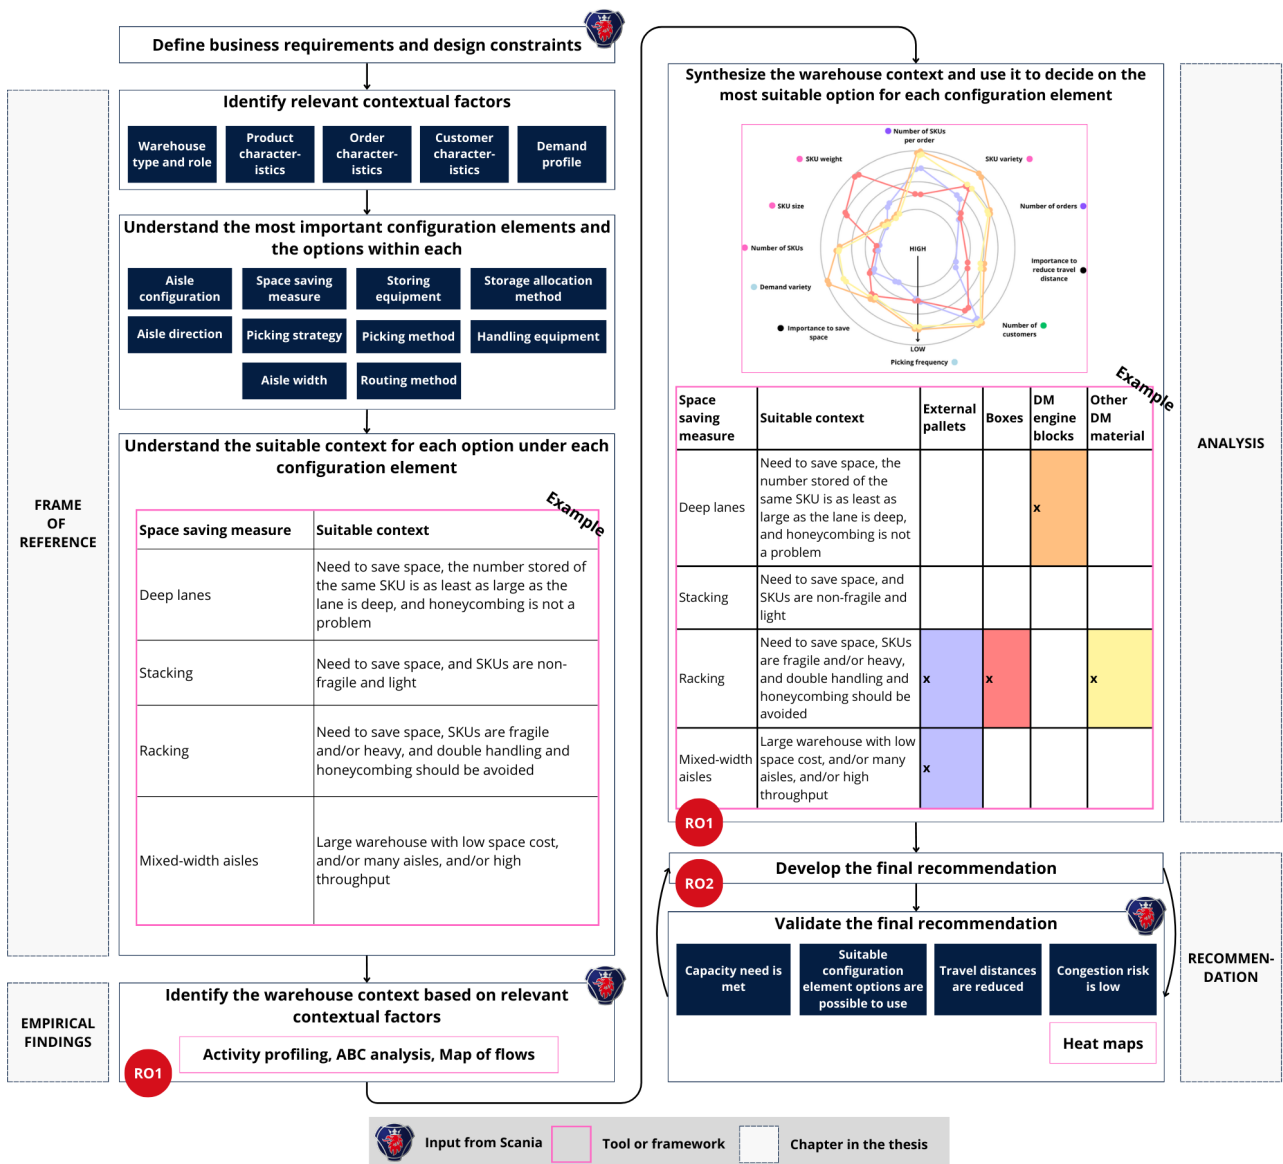 Define business requirements and design constraints
FRAME
OF
REFERENCE
Identify relevant contextual factors
Warehouse
type and role
Product
character-
istics
Order
character-
istics
Customer
character-
istics
Demand
profile
Understand the most important configuration elements and
the options within each
Aisle
configuration
Space saving
measure
Storing
equipment
Storage allocation
method
Aisle direction
Picking strategy
Picking method
Handling equipment
Aisle width
Routing method
Understand the suitable context for each option under each
configuration element
Example
Space saving measure
Suitable context
Deep lanes
Need to save space, the number stored of
the same SKU is as least as large as the
lane is deep, and honeycombing is not a
problem
Stacking
Need to save space, and SKUs are non-
fragile and light
Racking
Need to save space, SKUs are fragile
and/or heavy, and double handling and
honeycombing should be avoided
Mixed-width aisles
Large warehouse with low space cost,
and/or many aisles, and/or high
throughput
EMPIRICAL
FINDINGS
Identify the warehouse context based on relevant
contextual factors
Activity profiling, ABC analysis, Map of flows
RO1
Synthesize the warehouse context and use it to decide on the
most suitable option for each configuration element
Number of SKUs
per order
SKU variety
Number of orders
Importance to
reduce travel
distance
Number of
customers
Picking frequency
Importance to save
space
Demand variety
Number of SKUs
SKU size
SKU weight
HIGH
LOW
Example
Space
saving
measure
Suitable context
External
pallets
Boxes
DM
engine
blocks
Other
DM
material
Deep lanes
Need to save space, the
number stored of the
same SKU is as least as
large as the lane is deep,
and honeycombing is not
a problem
x
Stacking
Need to save space, and
SKUs are non-fragile and
light
Racking
Need to save space, SKUs
are fragile and/or heavy,
and double handling and
honeycombing should be
avoided
x
x
x
Mixed-width
aisles
Large warehouse with low
space cost, and/or many
aisles, and/or high
throughput
x
RO1
ANALYSIS
Develop the final recommendation
RO2
Validate the final recommendation
Capacity need is
met
Suitable
configuration
element options are
possible to use
Travel distances
are reduced
Congestion risk
is low
Heat maps
RECOMMEN-
DATION
Input from Scania
Tool or framework
Chapter in the thesis